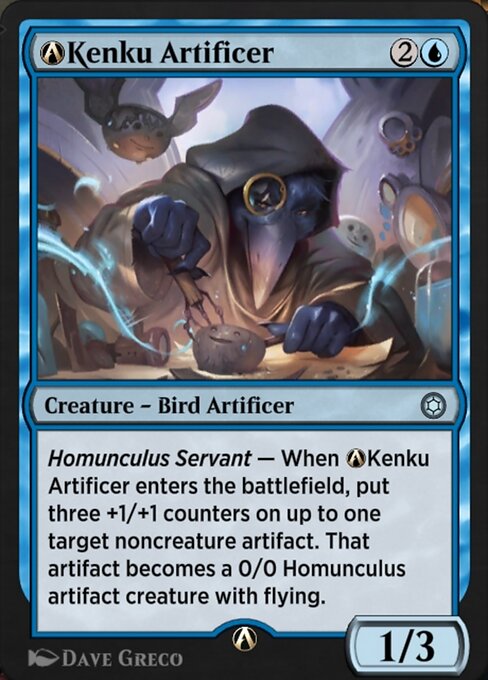 Kenku Artificer 2
Creature – Bird Artificer
Homunculus Servant — When Kenku
Artificer enters the battlefield, put
three +1/+1 counters on up to one
target noncreature artifact. That
artifact becomes a 0/0 Homunculus
artifact creature with flying.
1/3
Dave Greco